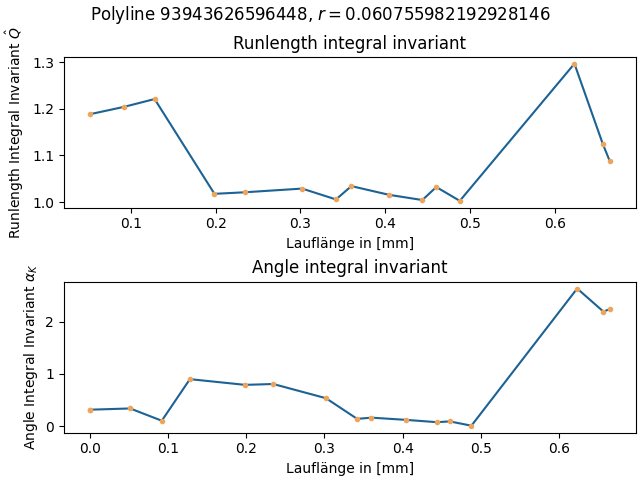 Polyline 93943626596448, r = 0.060755982192928146
Runlength integral invariant
Runlength Integral Invariant Q̂
1.3
1.2
1.1
1.0
0.1 0.2 0.3 0.4 0.5 0.6
Lauflänge in [mm]
Angle integral invariant
Angle Integral Invariant α_K
2
1
0
0.0 0.1 0.2 0.3 0.4 0.5 0.6
Lauflänge in [mm]